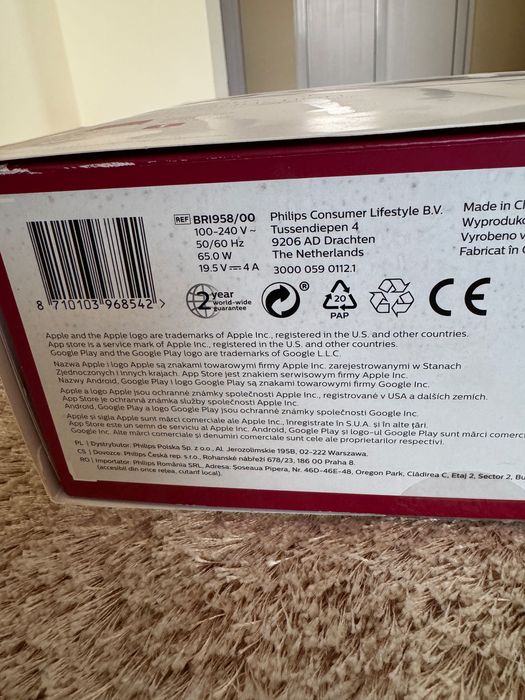 REF BRI958/00
100-240 V ~
50/60 Hz
65.0 W
19.5 V 4 A
Philips Consumer Lifestyle B.V.
Tussendiepen 4
9206 AD Drachten
The Netherlands
3000 059 0112.1
Made in
Wyproduko
Vyrobeno v
Fabricat în
8 710103 968542 >
2 year
world-wide
guarantee
®
20
PAP
CE
Apple and the Apple logo are trademarks of Apple Inc., registered in the U.S. and other countries.
App store is a service mark of Apple Inc., registered in the U.S. and other countries.
Google Play and the Google Play logo are trademarks of Google L.L.C.
Nazwa Apple i logo Apple są znakami towarowymi firmy Apple Inc. zarejestrowanymi w Stanach
Zjednoczonych i innych krajach. App Store jest znakiem serwisowym firmy Apple Inc.
Nazwy Android, Google Play i logo Google Play są znakami towarowymi firmy Google Inc.
Apple a logo Apple jsou ochranné známky společnosti Apple Inc., registrované v USA a dalších zemích.
App Store je ochranná známka služby společnosti Apple Inc.
Android, Google Play a logo Google Play jsou ochranné známky společnosti Google Inc.
Apple și sigla Apple sunt mărci comerciale ale Apple Inc., înregistrate în S.U.A. și în alte țări.
App Store este un semn de serviciu al Apple Inc. Android, Google Play și logo-ul Google Play sunt mărci comerci
Google Inc. Alte mărci comerciale și denumiri comerciale sunt cele ale proprietarilor respectivi.
PL | Dystrybutor: Philips Polska Sp. z o.o., Al. Jerozolimskie 195B, 02-222 Warszawa.
CS | Dovozce: Philips Česká rep. s.r.o., Rohanské nábřeží 678/23, 186 00 Praha 8.
RO | Importator: Philips România SRL, Adresa: Șoseaua Pipera, Nr. 46D-46E-48, Oregon Park, Clădirea C, Etaj 2, Sector 2, Bu
(accesibil din orice rețea, cutarif local).